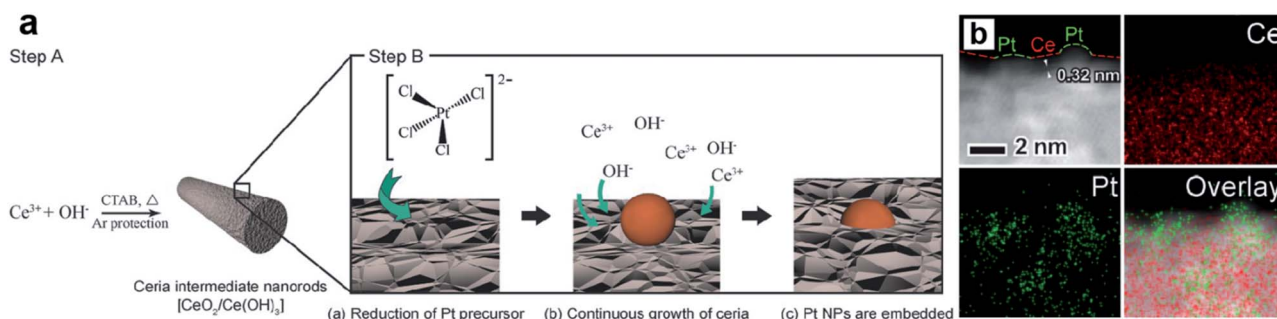 a
Step A
Ce³⁺ + OH⁻
CTAB, △
Ar protection
Ceria intermediate nanorods
[CeO₂/Ce(OH)₃]
Step B
2−
Cl
Cl
Pt
Cl
Cl
Cl
(a) Reduction of Pt precursor
Ce³⁺
OH⁻
Ce³⁺
OH⁻
OH⁻
Ce³⁺
(b) Continuous growth of ceria
(c) Pt NPs are embedded
b
Pt
Ce
Pt
0.32 nm
2 nm
Ce
Pt
Overlay